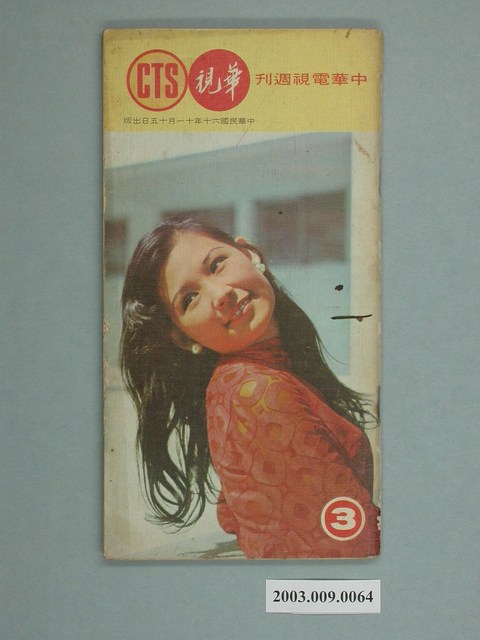 中華電視週刊
華視
CTS
中華民國六十年十一月十五日出版
3
2003.009.0064